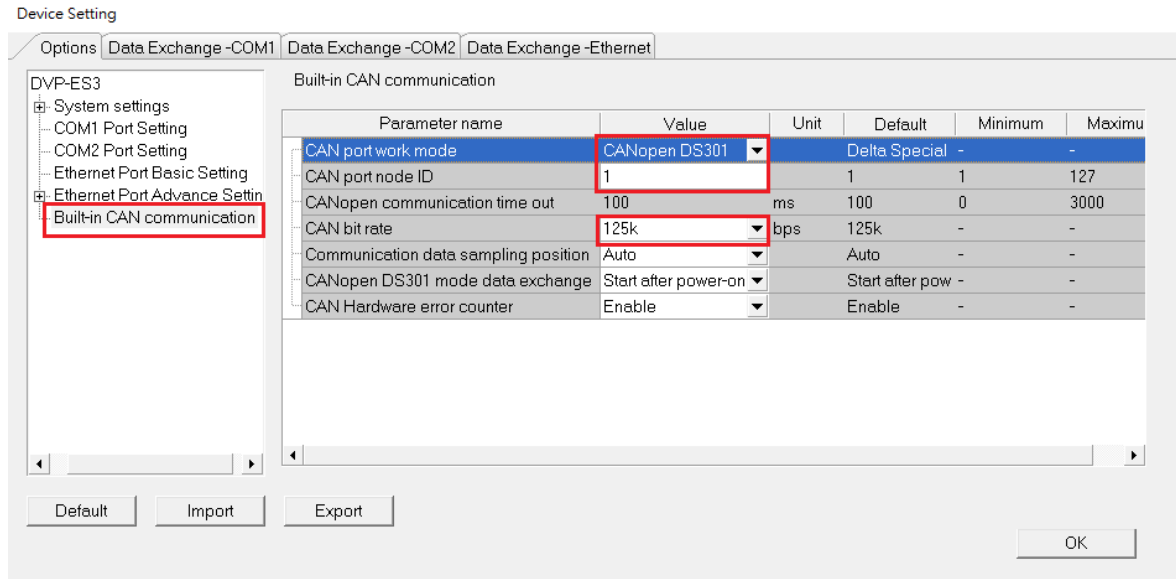 Device Setting
Options Data Exchange -COM1 Data Exchange -COM2 Data Exchange -Ethernet
DVP-ES3
System settings
COM1 Port Setting
COM2 Port Setting
Ethernet Port Basic Setting
Ethernet Port Advance Settin
Built-in CAN communication
Built-in CAN communication
Parameter name Value Unit Default Minimum Maximu
CAN port work mode CANopen DS301 Delta Special - -
CAN port node ID 1 1 1 127
CANopen communication time out 100 ms 100 0 3000
CAN bit rate 125k bps 125k - -
Communication data sampling position Auto Auto - -
CANopen DS301 mode data exchange Start after power-on Start after pow - -
CAN Hardware error counter Enable Enable - -
Default Import Export
OK